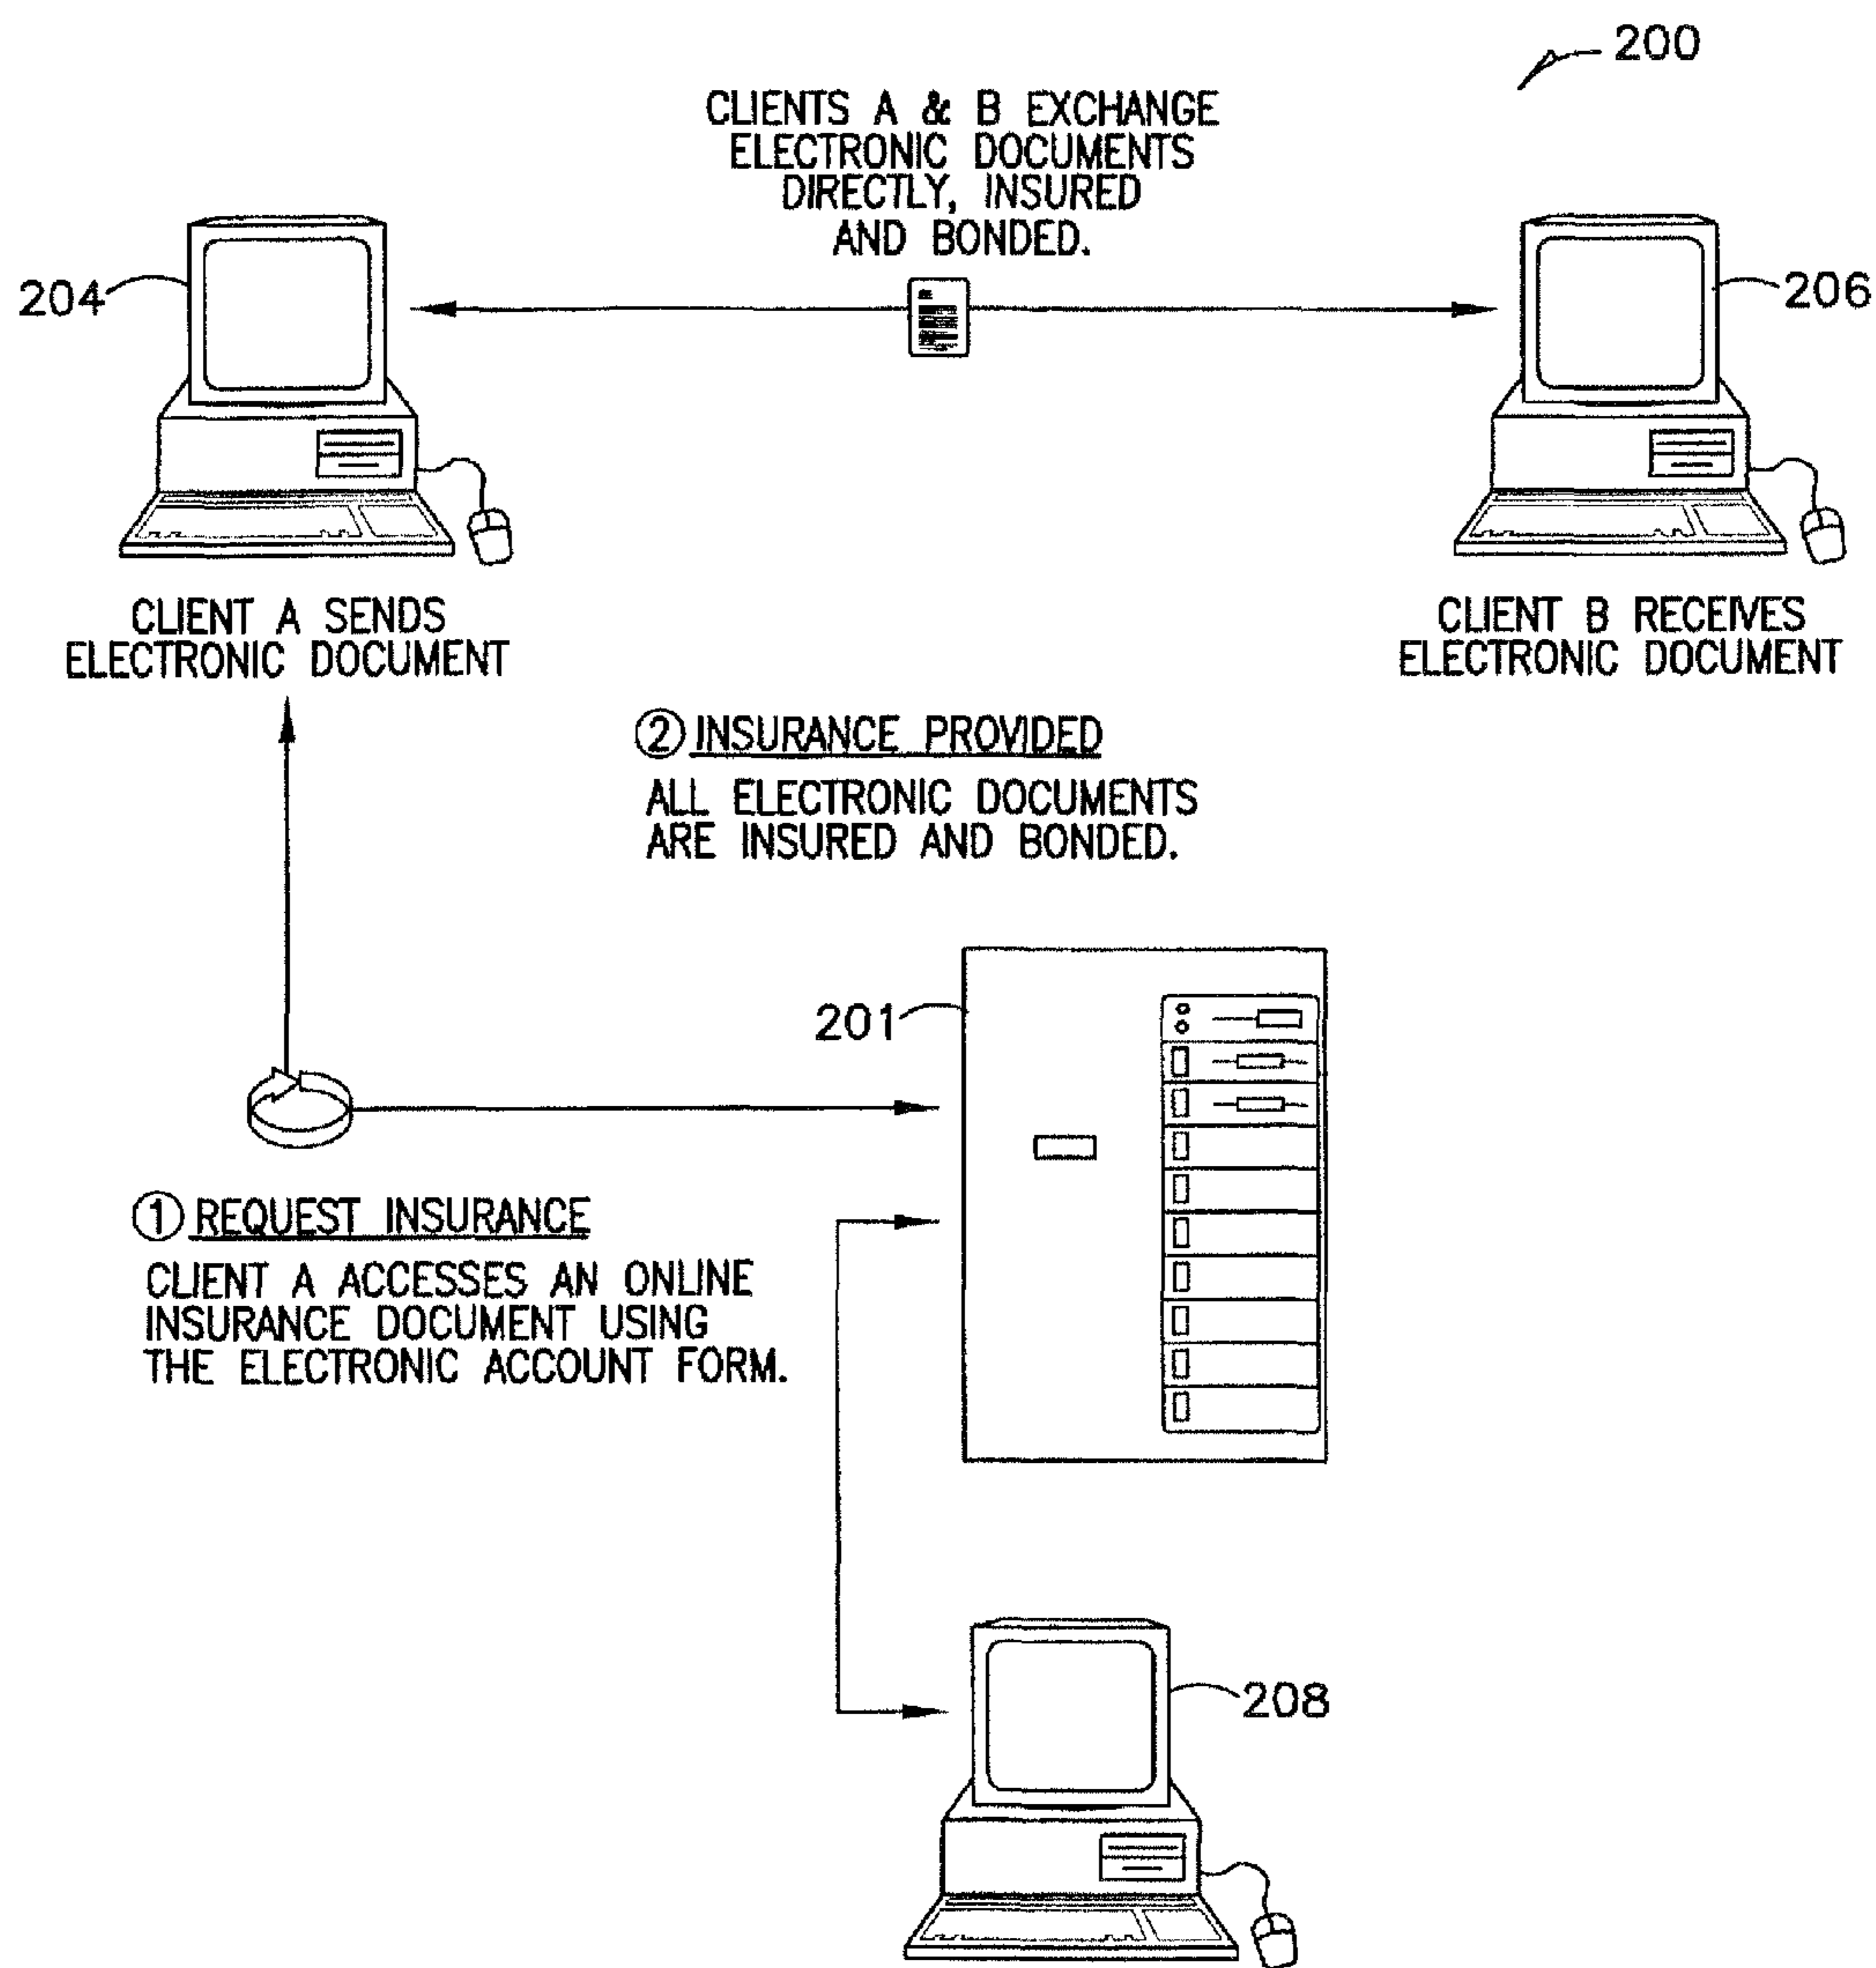 200
CLIENTS A & B EXCHANGE
ELECTRONIC DOCUMENTS
DIRECTLY, INSURED
AND BONDED.
204
206
CLIENT A SENDS
ELECTRONIC DOCUMENT
CLIENT B RECEIVES
ELECTRONIC DOCUMENT
2 INSURANCE PROVIDED
ALL ELECTRONIC DOCUMENTS
ARE INSURED AND BONDED.
201
1 REQUEST INSURANCE
CLIENT A ACCESSES AN ONLINE
INSURANCE DOCUMENT USING
THE ELECTRONIC ACCOUNT FORM.
208